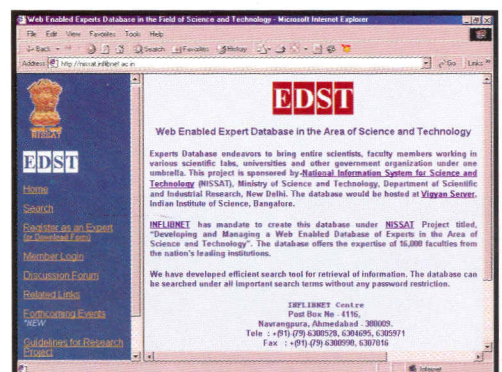 Web Enabled Experts Database in the Field of Science and Technology - Microsoft Internet Explorer
File Edit View Favorites Tools Help
Back Search Favorites History
Address http://nissat.inflibnet.ac.in Go Links
NISSAT
EDST
Home
Search
Register as an Expert
(or Download Form)
Member Login
Discussion Forum
Related Links
Forthcoming Events
*NEW
Guidelines for Research
Project
EDST
Web Enabled Expert Database in the Area of Science and Technology
Experts Database endeavors to bring entire scientists, faculty members working in
various scientific labs, universities and other government organization under one
umbrella. This project is sponsored by-National Information System for Science and
Technology (NISSAT), Ministry of Science and Technology, Department of Scientific
and Industrial Research, New Delhi. The database would be hosted at Vigyan Server,
Indian Institute of Science, Bangalore.
INFLIBNET has mandate to create this database under NISSAT Project titled,
"Developing and Managing a Web Enabled Database of Experts in the Area of
Science and Technology". The database offers the expertise of 16,000 faculties from
the nation's leading institutions.
We have developed efficient search tool for retrieval of information. The database can
be searched under all important search terms without any password restriction.
INFLIBNET Centre
Post Box No - 4116,
Navrangpura, Ahmedabad - 380009.
Tele : +(91)-(79)-6300528, 6304695, 6305971
Fax : +(91)-(79)-6300990, 6307816
Internet